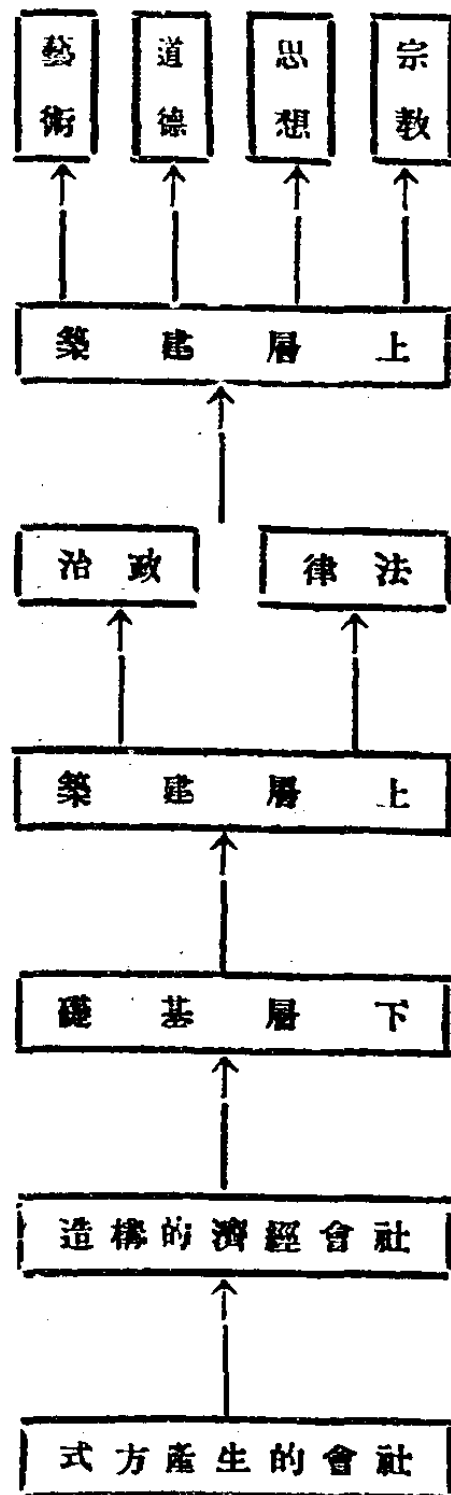 宗教
思想
道德
藝術
上層建築
法律
政治
上層建築
下層基礎
社會經濟的構造
社會的生產方式